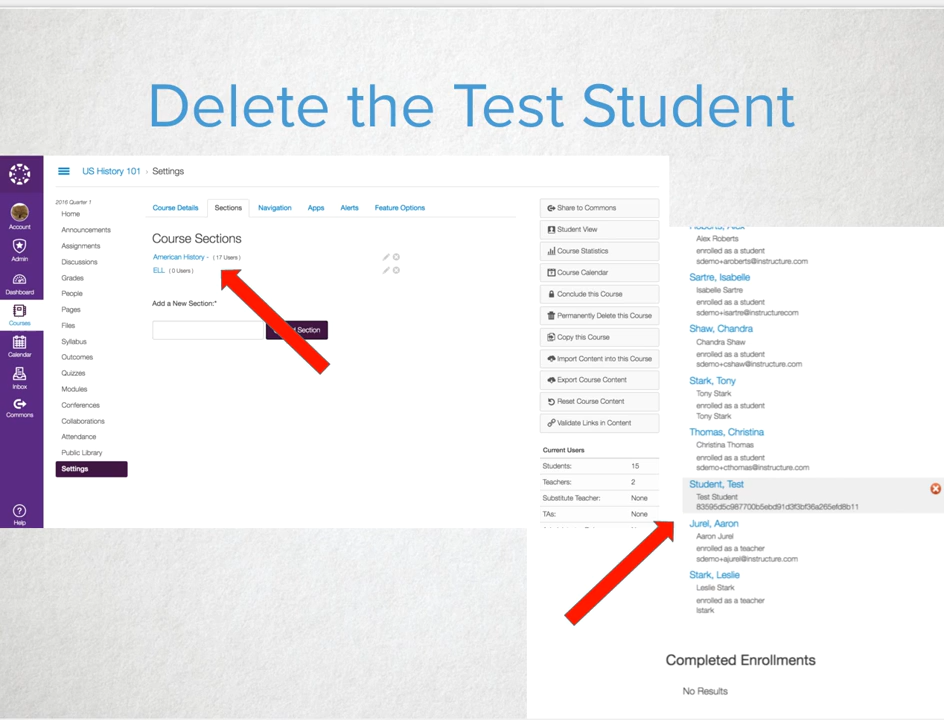 Delete the Test Student
US History 101 › Settings
Account
Admin
Dashboard
Courses
Calendar
Inbox
Commons
Help
2016 Quarter 1
Home
Announcements
Assignments
Discussions
Grades
People
Pages
Files
Syllabus
Outcomes
Quizzes
Modules
Conferences
Collaborations
Attendance
Public Library
Settings
Course Details Sections Navigation Apps Alerts Feature Options
Course Sections
American History - ( 17 Users )
ELL ( 0 Users )
Add a New Section:*
Section
Share to Commons
Student View
Course Statistics
Course Calendar
Conclude this Course
Permanently Delete this Course
Copy this Course
Import Content into this Course
Export Course Content
Reset Course Content
Validate Links in Content
Current Users
Students: 15
Teachers: 2
Substitute Teacher: None
TAs: None
Roberts, Alex
Alex Roberts
enrolled as a student
sdemo+aroberts@instructure.com
Sartre, Isabelle
Isabelle Sartre
enrolled as a student
sdemo+isartre@instructurecom
Shaw, Chandra
Chandra Shaw
enrolled as a student
sdemo+cshaw@instructure.com
Stark, Tony
Tony Stark
enrolled as a student
Tony Stark
Thomas, Christina
Christina Thomas
enrolled as a student
sdemo+cthomas@instructure.com
Student, Test
Test Student
83595d5c987700b5ebd91d3f3bf36a265efd8b11
Jurel, Aaron
Aaron Jurel
enrolled as a teacher
sdemo+ajurel@instructure.com
Stark, Leslie
Leslie Stark
enrolled as a teacher
lstark
Completed Enrollments
No Results